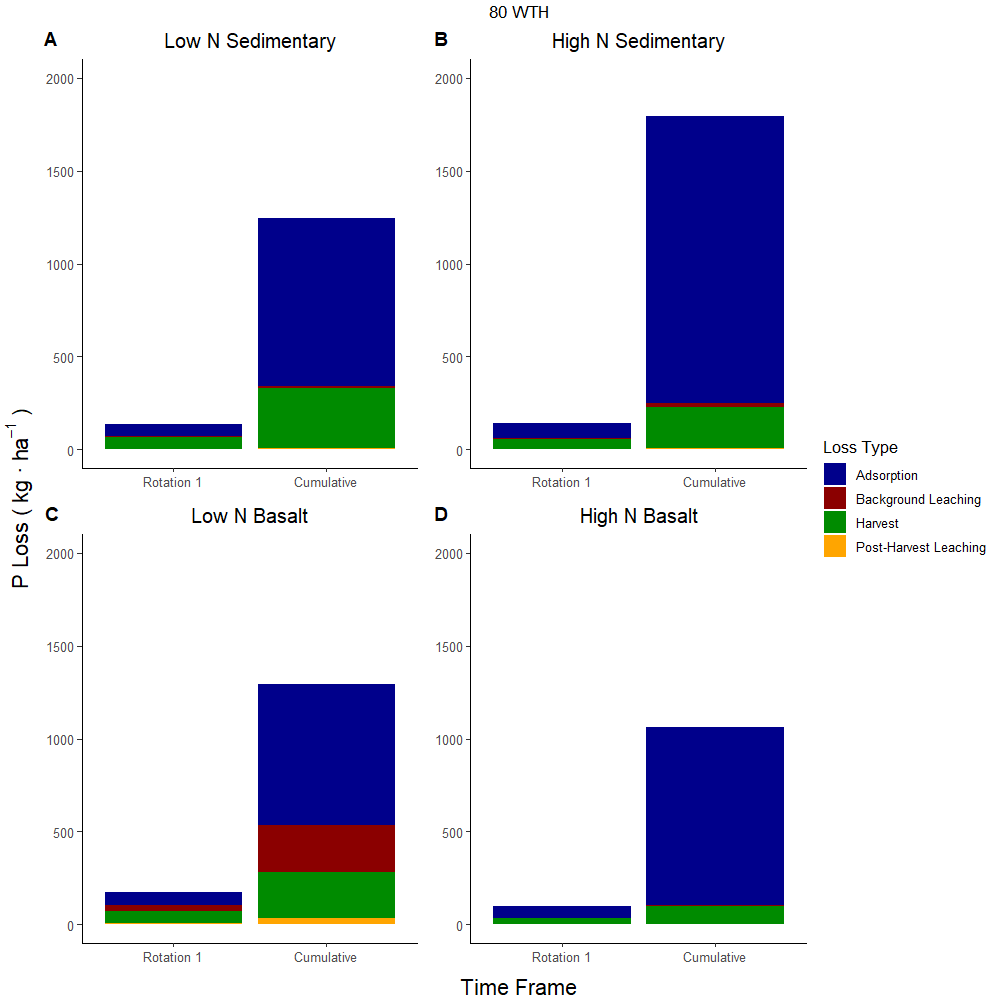 80 WTH
A Low N Sedimentary
2000
1500
1000
500
0
Rotation 1 Cumulative
B High N Sedimentary
2000
1500
1000
500
0
Rotation 1 Cumulative
C Low N Basalt
2000
1500
1000
500
0
Rotation 1 Cumulative
D High N Basalt
2000
1500
1000
500
0
Rotation 1 Cumulative
P Loss ( kg · ha⁻¹ )
Time Frame
Loss Type
Adsorption
Background Leaching
Harvest
Post-Harvest Leaching